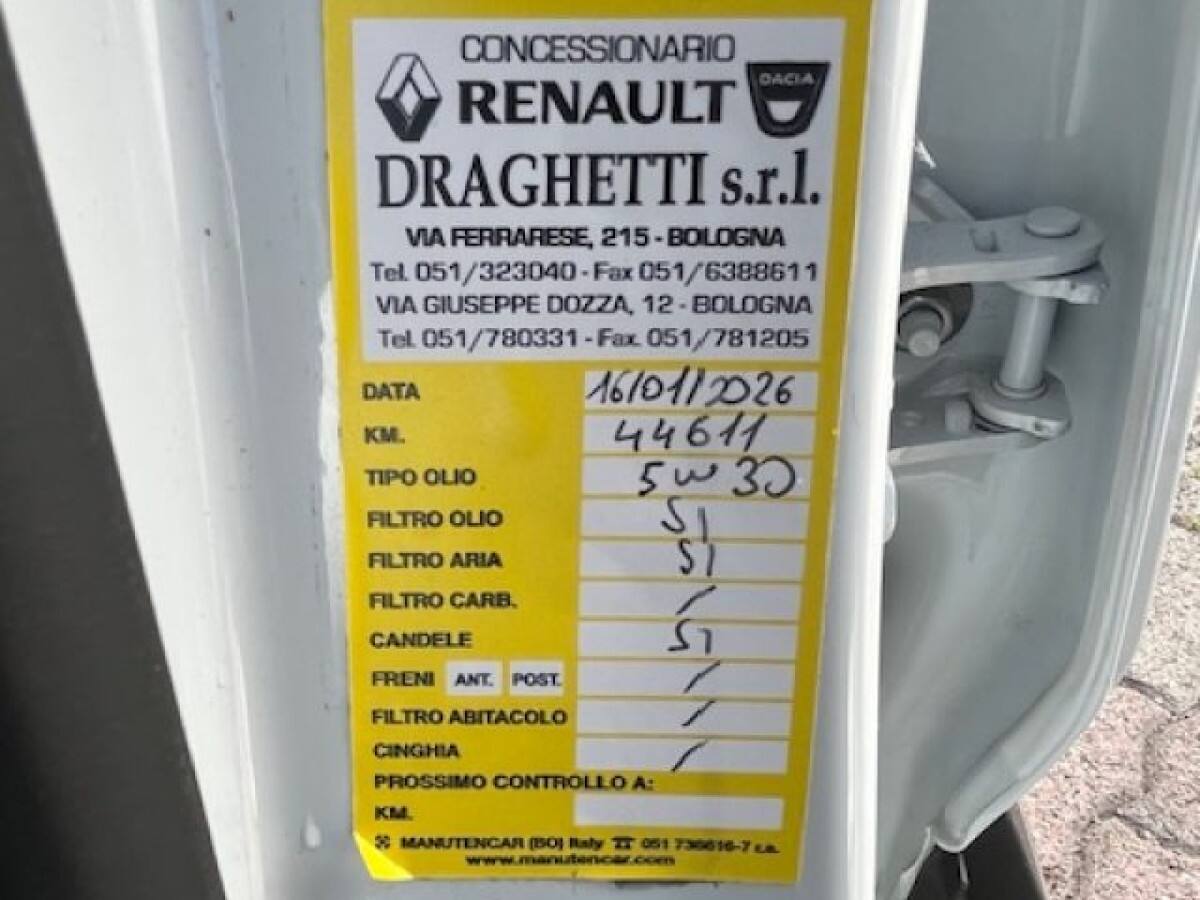 CONCESSIONARIO
RENAULT DACIA
DRAGHETTI s.r.l.
VIA FERRARESE, 215 - BOLOGNA
Tel. 051/323040 - Fax 051/6388611
VIA GIUSEPPE DOZZA, 12 - BOLOGNA
Tel. 051/780331 - Fax. 051/781205
DATA 16/01/2026
KM. 44611
TIPO OLIO 5W30
FILTRO OLIO SI
FILTRO ARIA SI
FILTRO CARB. /
CANDELE SI
FRENI ANT. POST. /
FILTRO ABITACOLO /
CINGHIA /
PROSSIMO CONTROLLO A:
KM.
MANUTENCAR (BO) Italy ☎ 051 736616-7 r.a.
www.manutencar.com